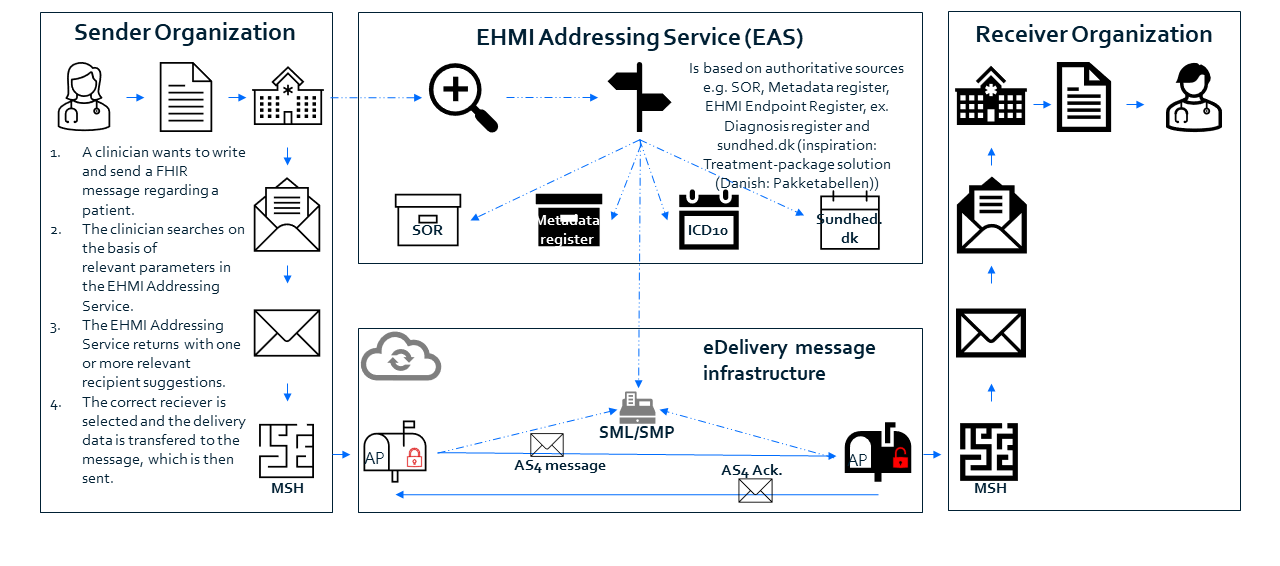 Sender Organization
1. A clinician wants to write
and send a FHIR
message regarding a
patient.
2. The clinician searches on
the basis of
relevant parameters in
the EHMI Addressing
Service.
3. The EHMI Addressing
Service returns with one
or more relevant
recipient suggestions.
4. The correct reciever is
selected and the delivery
data is transfered to the
message, which is then
sent.
MSH
EHMI Addressing Service (EAS)
Is based on authoritative sources
e.g. SOR, Metadata register,
EHMI Endpoint Register, ex.
Diagnosis register and
sundhed.dk (inspiration:
Treatment-package solution
(Danish: Pakketabellen))
SOR
Metadata
register
ICD10
Sundhed.
dk
eDelivery message
infrastructure
SML/SMP
AP
AS4 message
AS4 Ack.
AP
Receiver Organization
MSH